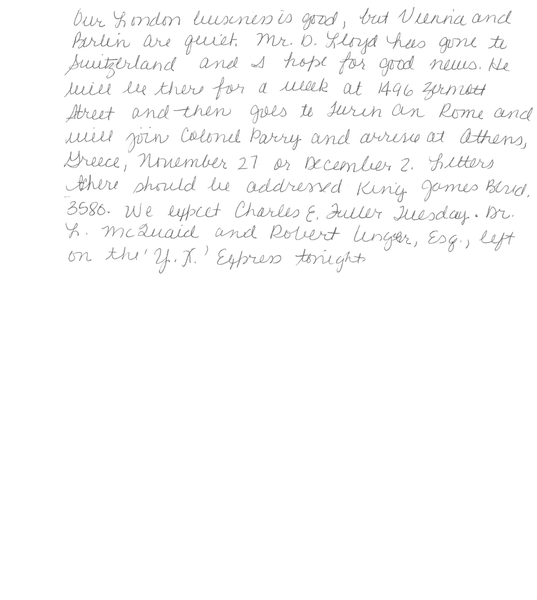 Our London business is good, but Vienna and
Berlin are quiet. Mr. D. Lloyd has gone to
Switzerland and I hope for good news. He
will be there for a week at 1496 Zermott
Street and then goes to Turin an Rome and
will join Colonel Parry and arrive at Athens,
Greece, November 27 or December 2. Letters
there should be addressed King James Blvd.
3580. We expect Charles E. Fuller Tuesday. Dr.
L. McQuaid and Robert Unger, Esq., left
on the 'Y.X.' Express tonight